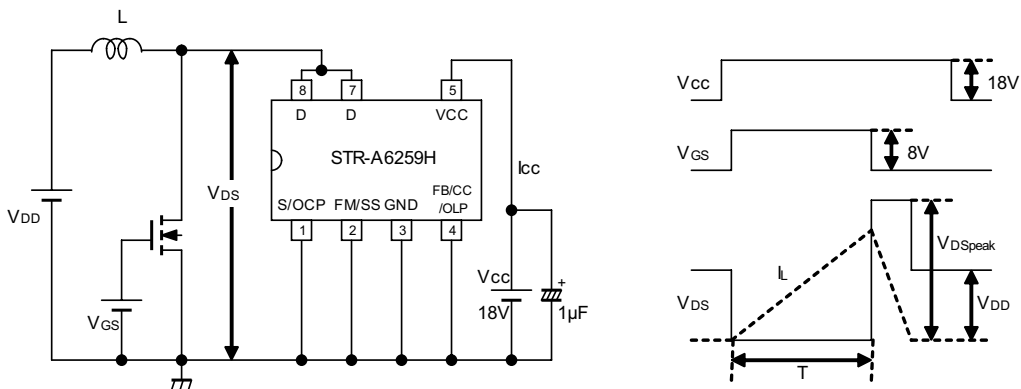 L
8
7
5
D
D
VCC
STR-A6259H
Icc
VDS
VDD
S/OCP
FM/SS
GND
FB/CC
/OLP
1
2
3
4
VGS
Vcc
18V
+
1μF
Vcc
18V
VGS
8V
VDSpeak
IL
VDS
VDD
T